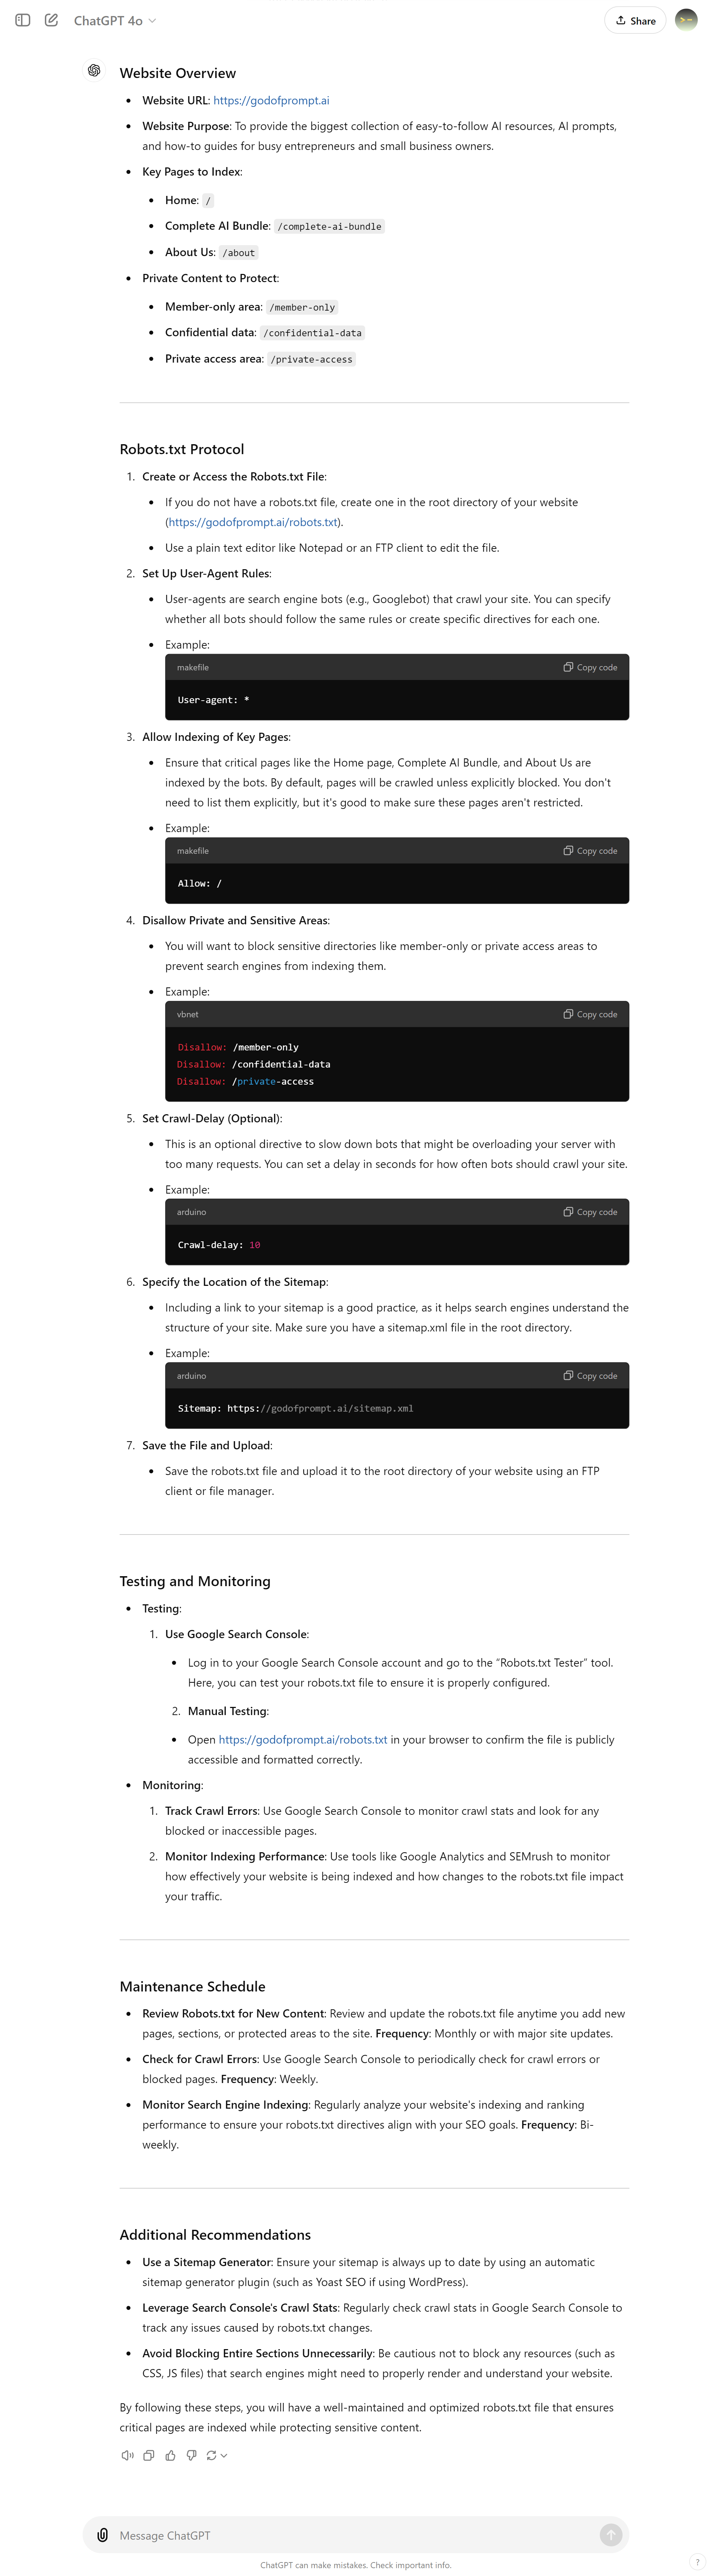 ChatGPT 4o
Share
Website Overview
• Website URL: https://godofprompt.ai
• Website Purpose: To provide the biggest collection of easy-to-follow AI resources, AI prompts,
and how-to guides for busy entrepreneurs and small business owners.
• Key Pages to Index:
• Home: /
• Complete AI Bundle: /complete-ai-bundle
• About Us: /about
• Private Content to Protect:
• Member-only area: /member-only
• Confidential data: /confidential-data
• Private access area: /private-access
Robots.txt Protocol
1. Create or Access the Robots.txt File:
• If you do not have a robots.txt file, create one in the root directory of your website
(https://godofprompt.ai/robots.txt).
• Use a plain text editor like Notepad or an FTP client to edit the file.
2. Set Up User-Agent Rules:
• User-agents are search engine bots (e.g., Googlebot) that crawl your site. You can specify
whether all bots should follow the same rules or create specific directives for each one.
• Example:
makefile
Copy code
User-agent: *
3. Allow Indexing of Key Pages:
• Ensure that critical pages like the Home page, Complete AI Bundle, and About Us are
indexed by the bots. By default, pages will be crawled unless explicitly blocked. You don't
need to list them explicitly, but it's good to make sure these pages aren't restricted.
• Example:
makefile
Copy code
Allow: /
4. Disallow Private and Sensitive Areas:
• You will want to block sensitive directories like member-only or private access areas to
prevent search engines from indexing them.
• Example:
vbnet
Copy code
Disallow: /member-only
Disallow: /confidential-data
Disallow: /private-access
5. Set Crawl-Delay (Optional):
• This is an optional directive to slow down bots that might be overloading your server with
too many requests. You can set a delay in seconds for how often bots should crawl your site.
• Example:
arduino
Copy code
Crawl-delay: 10
6. Specify the Location of the Sitemap:
• Including a link to your sitemap is a good practice, as it helps search engines understand the
structure of your site. Make sure you have a sitemap.xml file in the root directory.
• Example:
arduino
Copy code
Sitemap: https://godofprompt.ai/sitemap.xml
7. Save the File and Upload:
• Save the robots.txt file and upload it to the root directory of your website using an FTP
client or file manager.
Testing and Monitoring
• Testing:
1. Use Google Search Console:
• Log in to your Google Search Console account and go to the “Robots.txt Tester” tool.
Here, you can test your robots.txt file to ensure it is properly configured.
2. Manual Testing:
• Open https://godofprompt.ai/robots.txt in your browser to confirm the file is publicly
accessible and formatted correctly.
• Monitoring:
1. Track Crawl Errors: Use Google Search Console to monitor crawl stats and look for any
blocked or inaccessible pages.
2. Monitor Indexing Performance: Use tools like Google Analytics and SEMrush to monitor
how effectively your website is being indexed and how changes to the robots.txt file impact
your traffic.
Maintenance Schedule
• Review Robots.txt for New Content: Review and update the robots.txt file anytime you add new
pages, sections, or protected areas to the site. Frequency: Monthly or with major site updates.
• Check for Crawl Errors: Use Google Search Console to periodically check for crawl errors or
blocked pages. Frequency: Weekly.
• Monitor Search Engine Indexing: Regularly analyze your website's indexing and ranking
performance to ensure your robots.txt directives align with your SEO goals. Frequency: Bi-
weekly.
Additional Recommendations
• Use a Sitemap Generator: Ensure your sitemap is always up to date by using an automatic
sitemap generator plugin (such as Yoast SEO if using WordPress).
• Leverage Search Console's Crawl Stats: Regularly check crawl stats in Google Search Console to
track any issues caused by robots.txt changes.
• Avoid Blocking Entire Sections Unnecessarily: Be cautious not to block any resources (such as
CSS, JS files) that search engines might need to properly render and understand your website.
By following these steps, you will have a well-maintained and optimized robots.txt file that ensures
critical pages are indexed while protecting sensitive content.
Message ChatGPT
ChatGPT can make mistakes. Check important info.
?